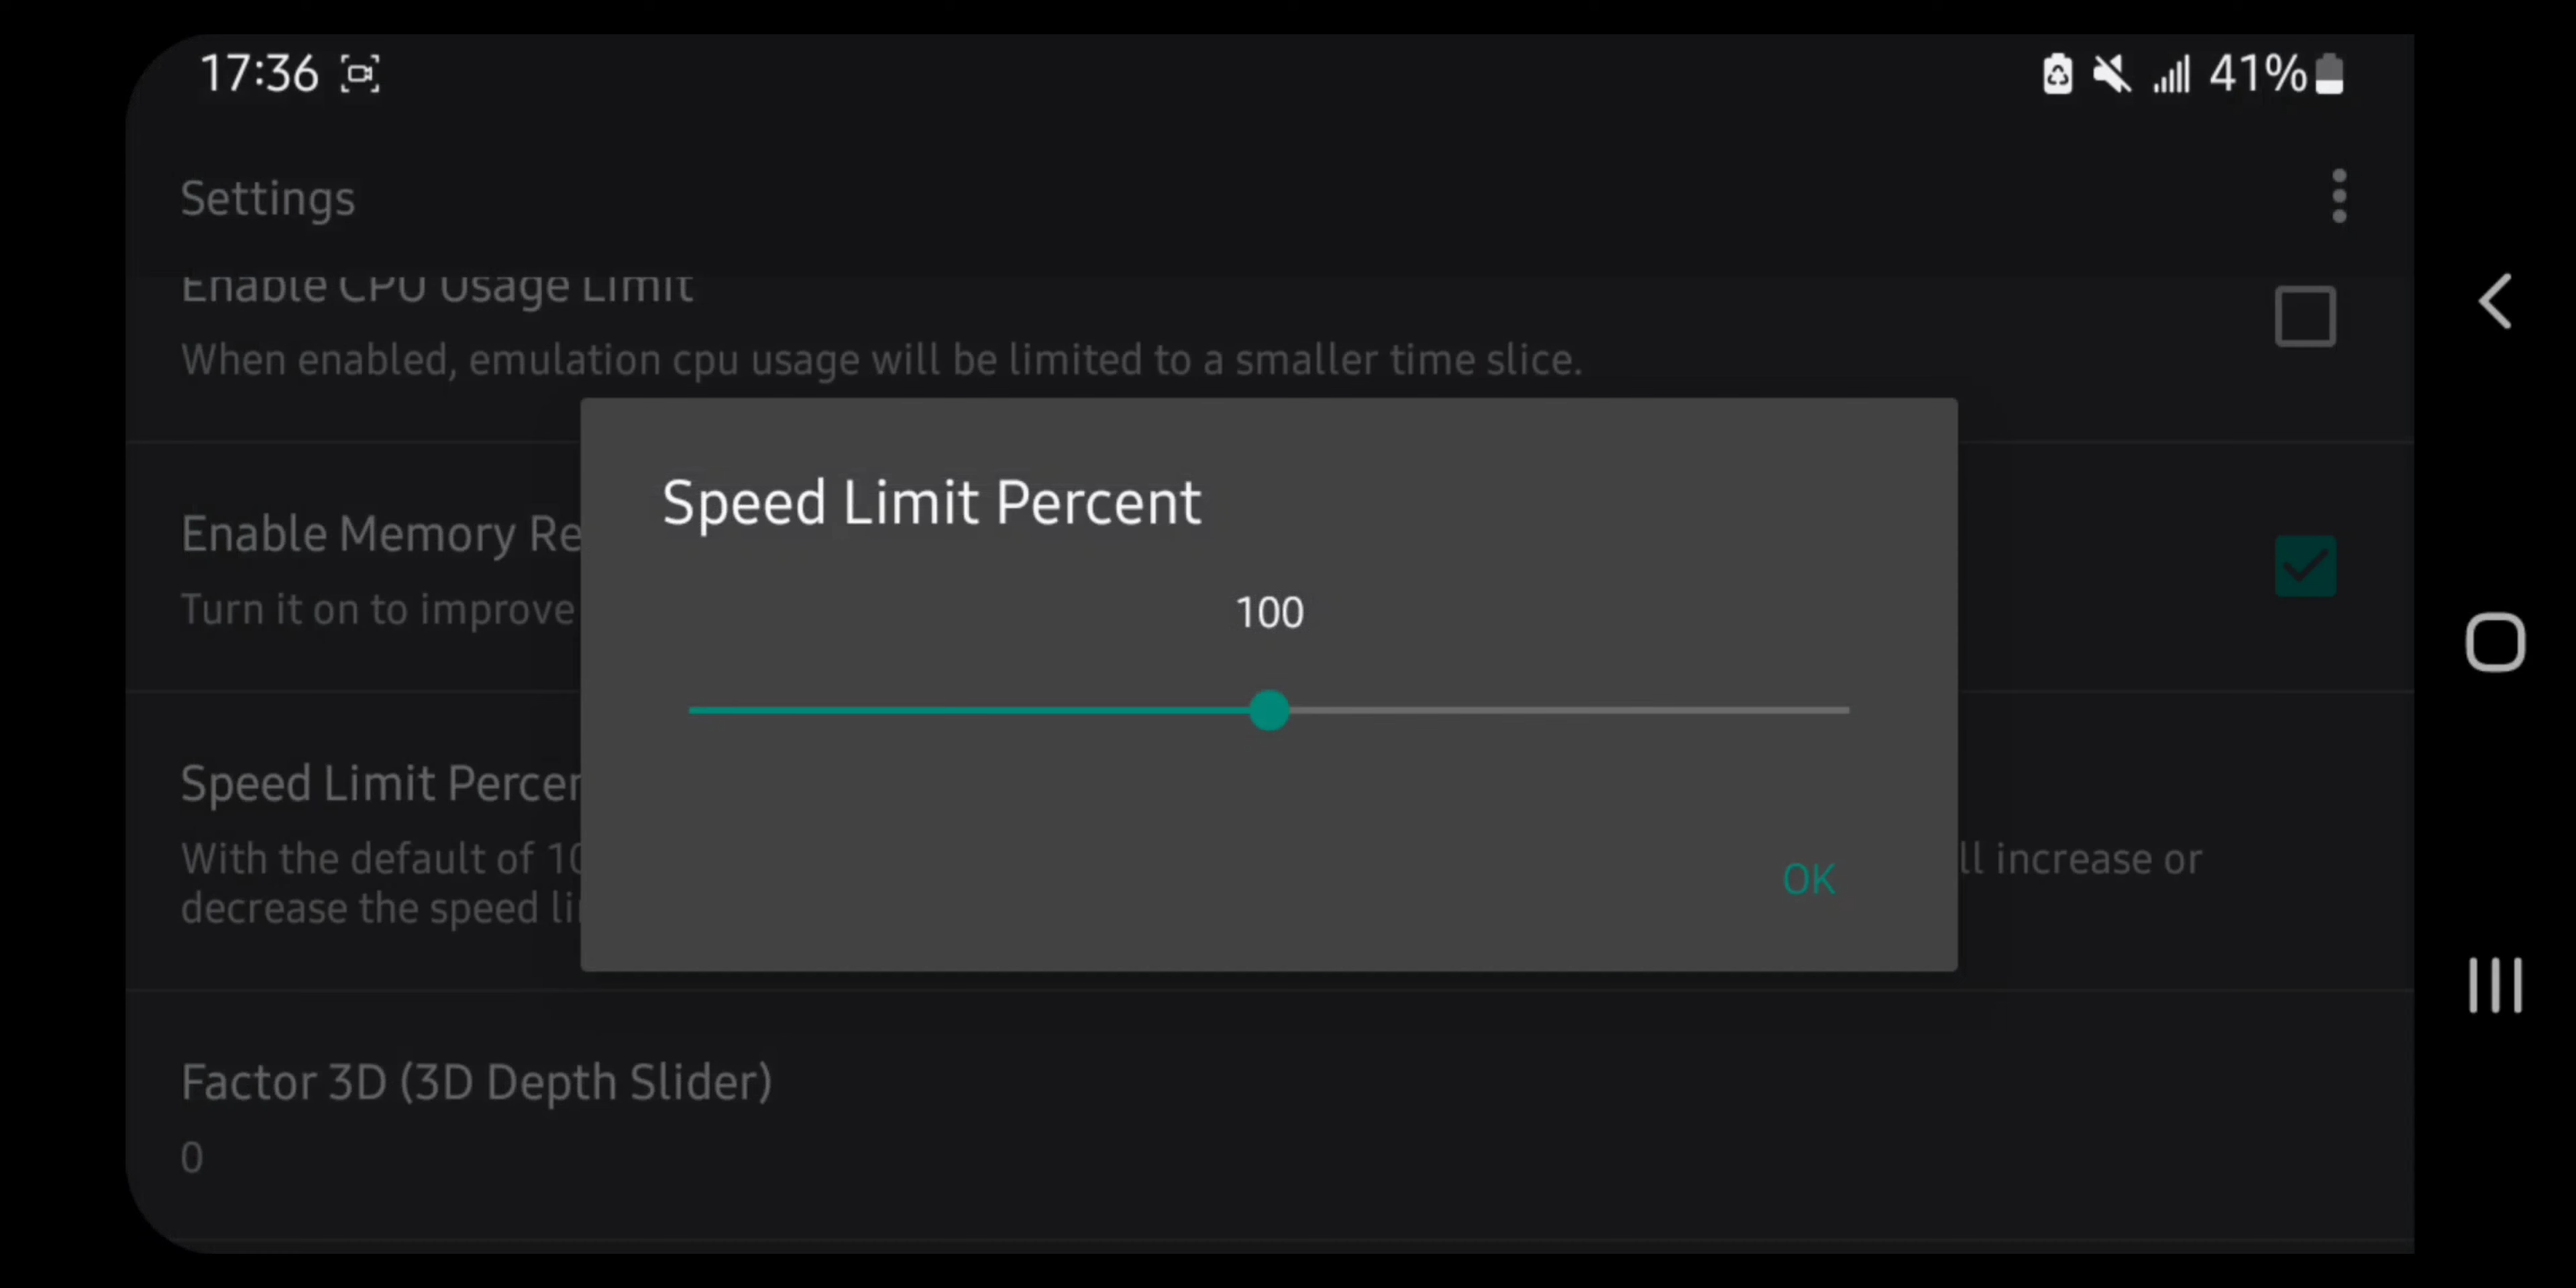 17:36
41%
Settings
Enable CPU Usage Limit
When enabled, emulation cpu usage will be limited to a smaller time slice.
Speed Limit Percent
Enable Memory Re
100
Turn it on to improve
Speed Limit Percen
With the default of 10
ll increase or
decrease the speed li
OK
Factor 3D (3D Depth Slider)
0